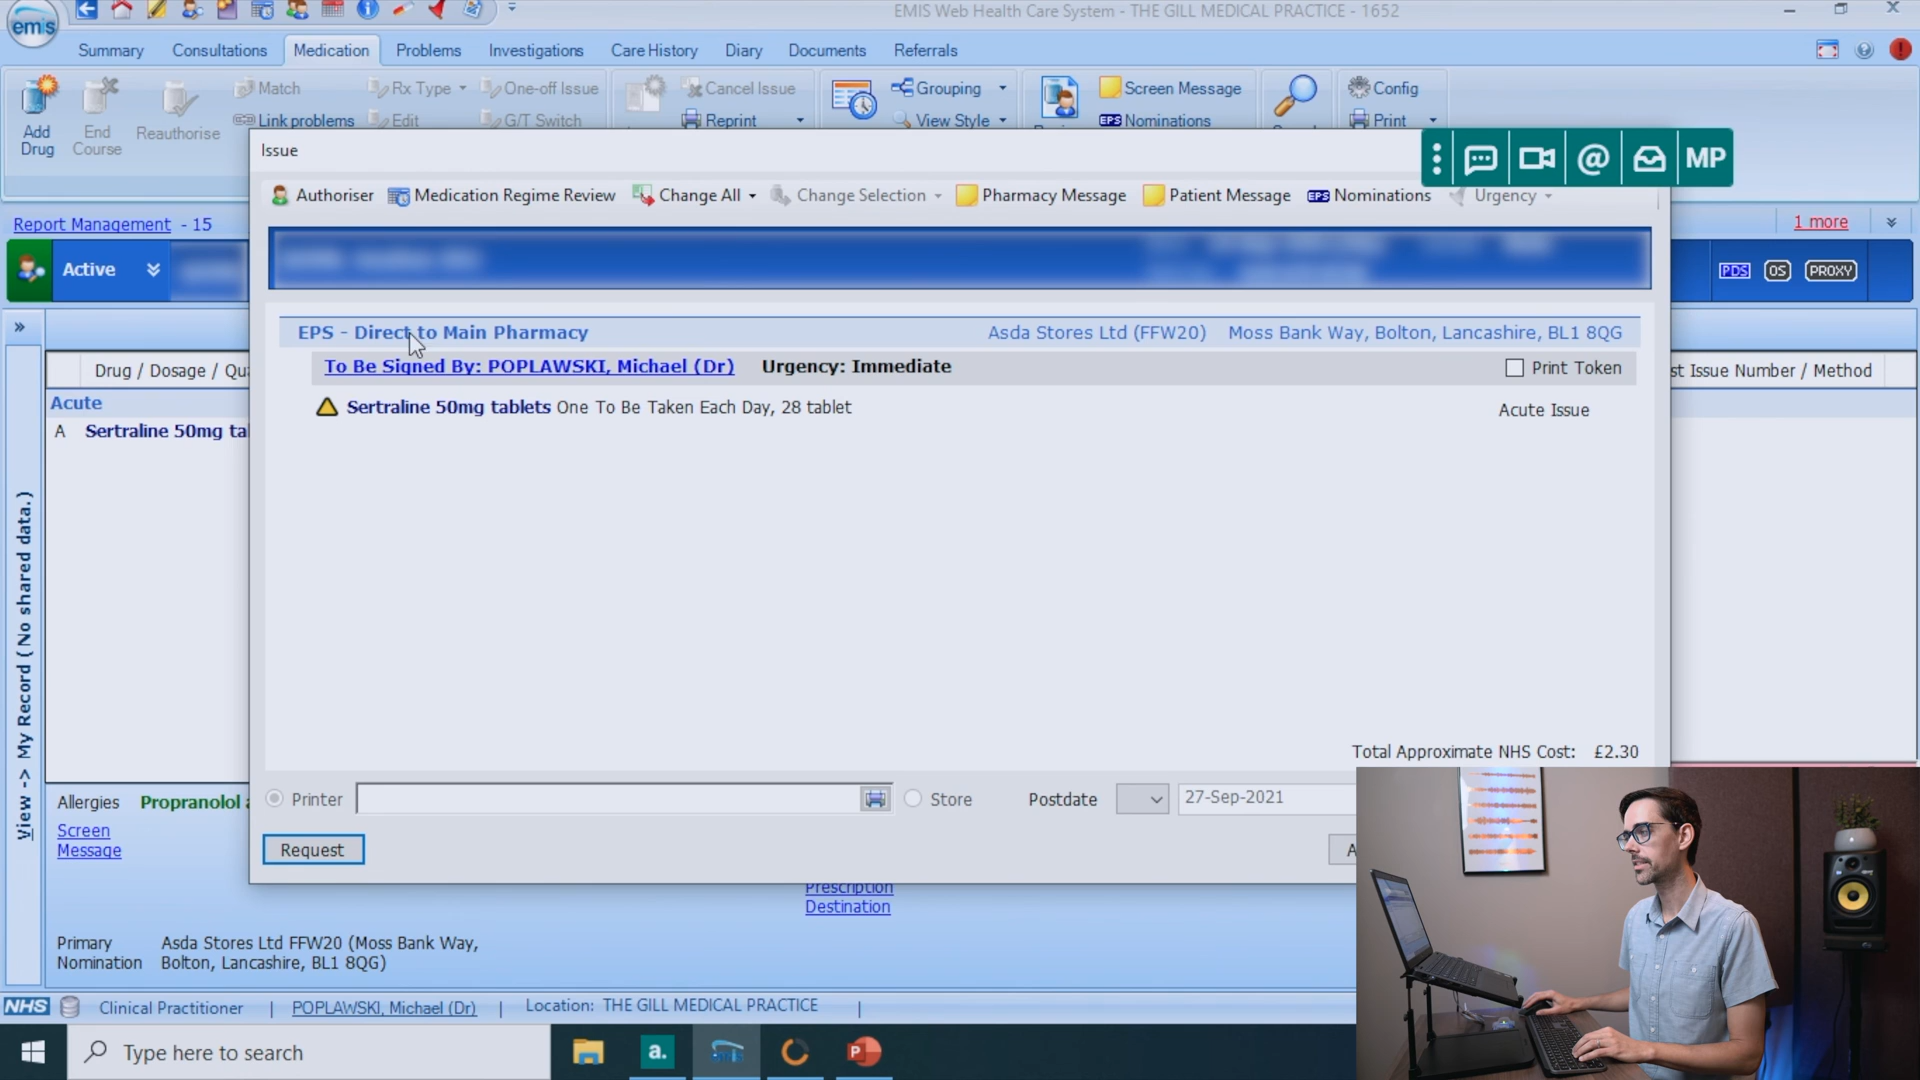 emis
EMIS Web Health Care System - THE GILL MEDICAL PRACTICE - 1652
Summary Consultations Medication Problems Investigations Care History Diary Documents Referrals
Add Drug
End Course
Reauthorise
Match
Link problems
Rx Type
Edit
One-off Issue
G/T Switch
Cancel Issue
Reprint
Grouping
View Style
Screen Message
EPS Nominations
Config
Print
Issue
MP
Authoriser Medication Regime Review Change All Change Selection Pharmacy Message Patient Message EPS Nominations Urgency
Report Management - 15
1 more
Active
PDS OS PROXY
EPS - Direct to Main Pharmacy Asda Stores Ltd (FFW20) Moss Bank Way, Bolton, Lancashire, BL1 8QG
To Be Signed By: POPLAWSKI, Michael (Dr) Urgency: Immediate Print Token
Sertraline 50mg tablets One To Be Taken Each Day, 28 tablet Acute Issue
Drug / Dosage / Qu
st Issue Number / Method
Acute
A Sertraline 50mg ta
View -> My Record ( No shared data.)
Total Approximate NHS Cost: £2.30
Printer Store Postdate 27-Sep-2021
Request A
Allergies Propranolol
Screen
Message
Prescription
Destination
Primary
Nomination
Asda Stores Ltd FFW20 (Moss Bank Way,
Bolton, Lancashire, BL1 8QG)
NHS Clinical Practitioner | POPLAWSKI, Michael (Dr) | Location: THE GILL MEDICAL PRACTICE |
Type here to search
a.
emis
P